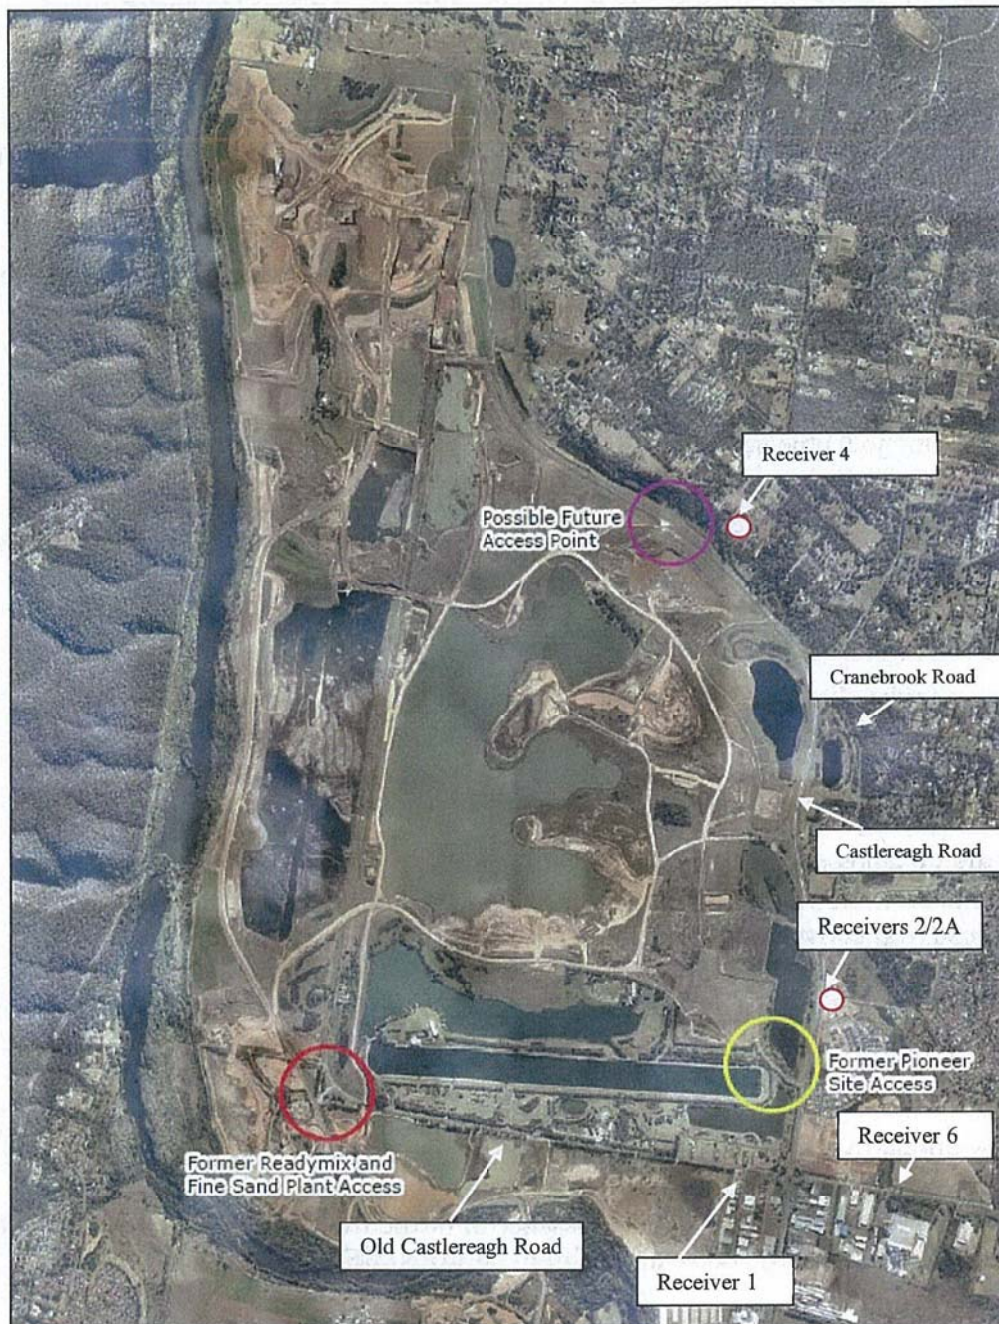 Receiver 4
Possible Future
Access Point
Cranebrook Road
Castlereagh Road
Receivers 2/2A
Former Pioneer
Site Access
Receiver 6
Former Readymix and
Fine Sand Plant Access
Old Castlereagh Road
Receiver 1